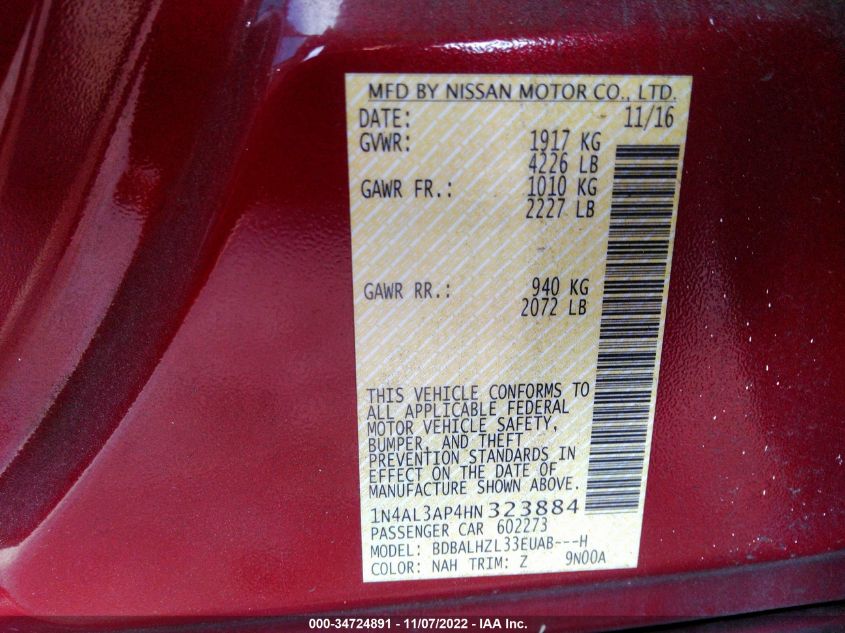 MFD BY NISSAN MOTOR CO., LTD.
DATE: 11/16
GVWR: 1917 KG
4226 LB
GAWR FR.: 1010 KG
2227 LB
GAWR RR.: 940 KG
2072 LB
THIS VEHICLE CONFORMS TO
ALL APPLICABLE FEDERAL
MOTOR VEHICLE SAFETY,
BUMPER, AND THEFT
PREVENTION STANDARDS IN
EFFECT ON THE DATE OF
MANUFACTURE SHOWN ABOVE.
1N4AL3AP4HN323884
PASSENGER CAR 602273
MODEL: BDBALHZL33EUAB---H
COLOR: NAH TRIM: Z 9N00A
000-34724891 - 11/07/2022 - IAA Inc.